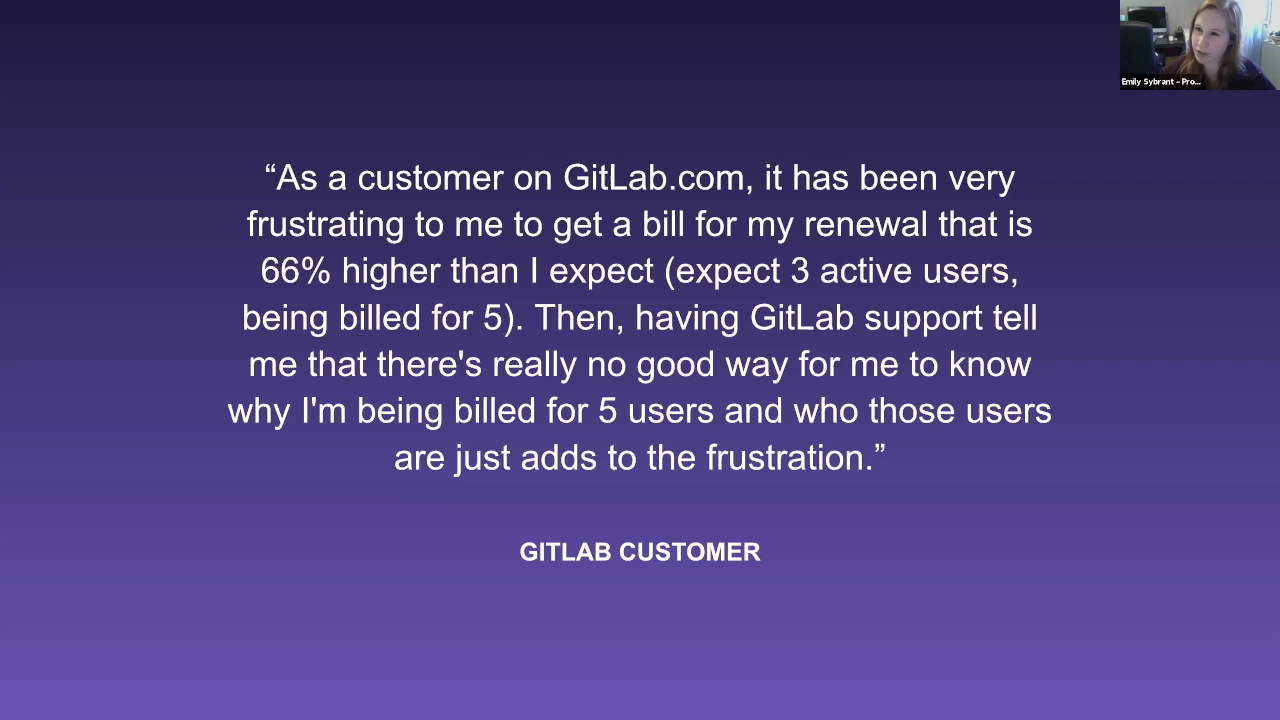 Emily Sybrant - Pro...
“As a customer on GitLab.com, it has been very
frustrating to me to get a bill for my renewal that is
66% higher than I expect (expect 3 active users,
being billed for 5). Then, having GitLab support tell
me that there's really no good way for me to know
why I'm being billed for 5 users and who those users
are just adds to the frustration.”
GITLAB CUSTOMER